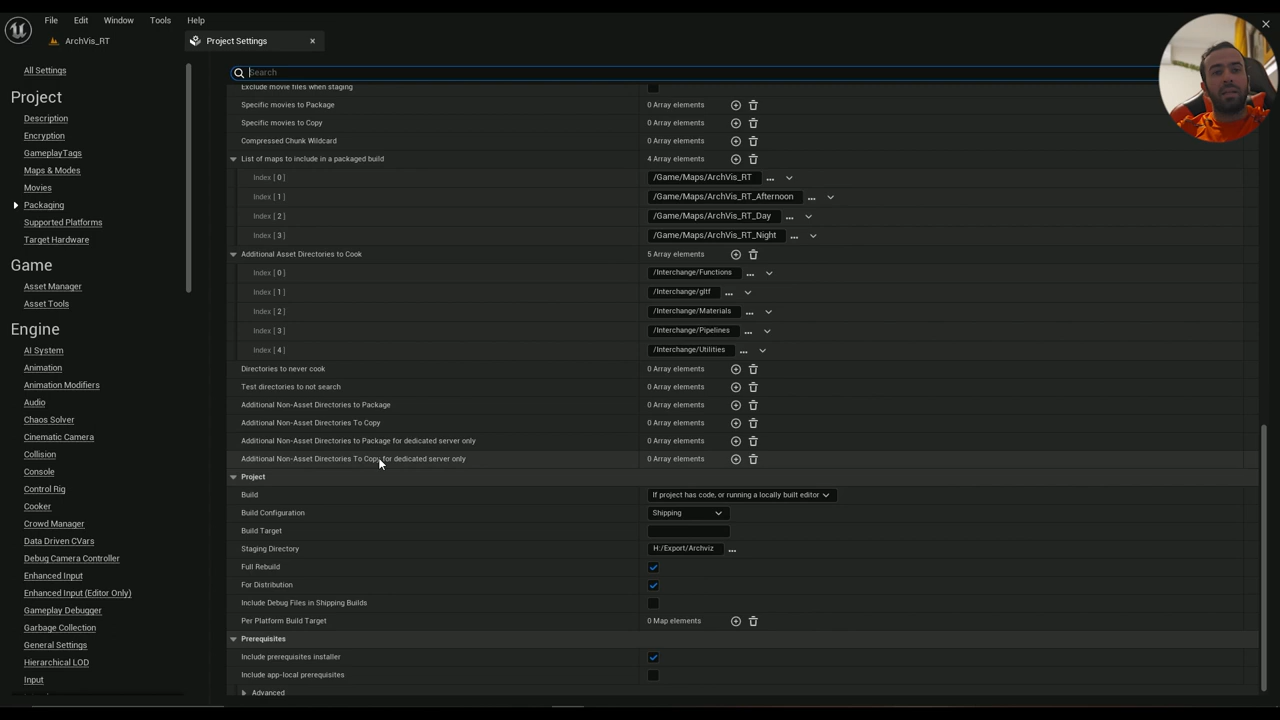 File Edit Window Tools Help
ArchVis_RT Project Settings
All Settings
Project
Description
Encryption
GameplayTags
Maps & Modes
Movies
Packaging
Supported Platforms
Target Hardware
Game
Asset Manager
Asset Tools
Engine
AI System
Animation
Animation Modifiers
Audio
Chaos Solver
Cinematic Camera
Collision
Console
Control Rig
Cooker
Crowd Manager
Data Driven CVars
Debug Camera Controller
Enhanced Input
Enhanced Input (Editor Only)
Gameplay Debugger
Garbage Collection
General Settings
Hierarchical LOD
Input
Search
Exclude movie files when staging
Specific movies to Package 0 Array elements
Specific movies to Copy 0 Array elements
Compressed Chunk Wildcard 0 Array elements
List of maps to include in a packaged build 4 Array elements
Index [ 0 ] /Game/Maps/ArchVis_RT ...
Index [ 1 ] /Game/Maps/ArchVis_RT_Afternoon ...
Index [ 2 ] /Game/Maps/ArchVis_RT_Day ...
Index [ 3 ] /Game/Maps/ArchVis_RT_Night ...
Additional Asset Directories to Cook 5 Array elements
Index [ 0 ] /Interchange/Functions ...
Index [ 1 ] /Interchange/gltf ...
Index [ 2 ] /Interchange/Materials ...
Index [ 3 ] /Interchange/Pipelines ...
Index [ 4 ] /Interchange/Utilities ...
Directories to never cook 0 Array elements
Test directories to not search 0 Array elements
Additional Non-Asset Directories to Package 0 Array elements
Additional Non-Asset Directories To Copy 0 Array elements
Additional Non-Asset Directories to Package for dedicated server only 0 Array elements
Additional Non-Asset Directories To Copy for dedicated server only 0 Array elements
Project
Build If project has code, or running a locally built editor
Build Configuration Shipping
Build Target
Staging Directory H:/Export/Archviz ...
Full Rebuild
For Distribution
Include Debug Files in Shipping Builds
Per Platform Build Target 0 Map elements
Prerequisites
Include prerequisites installer
Include app-local prerequisites
Advanced